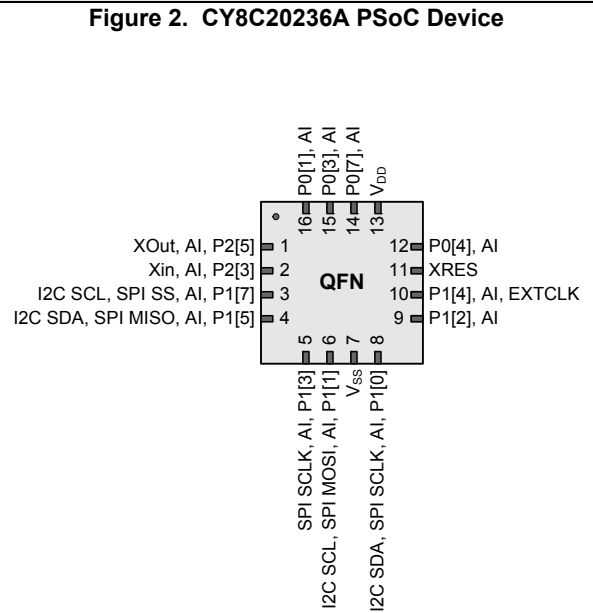 Figure 2. CY8C20236A PSoC Device
P0[1], AI
P0[3], AI
P0[7], AI
VDD
16
15
14
13
XOut, AI, P2[5]
1
12
P0[4], AI
Xin, AI, P2[3]
2
QFN
11
XRES
I2C SCL, SPI SS, AI, P1[7]
3
10
P1[4], AI, EXTCLK
I2C SDA, SPI MISO, AI, P1[5]
4
9
P1[2], AI
5
6
7
8
SPI SCLK, AI, P1[3]
I2C SCL, SPI MOSI, AI, P1[1]
VSS
I2C SDA, SPI SCLK, AI, P1[0]